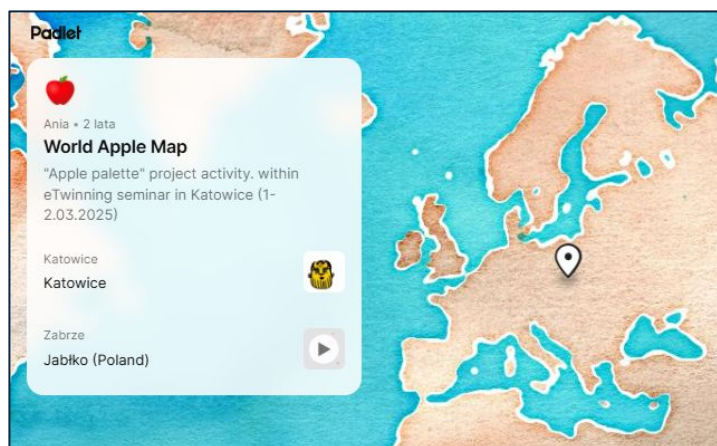 Padlet
Ania • 2 lata
World Apple Map
"Apple palette" project activity. within
eTwinning seminar in Katowice (1-
2.03.2025)
Katowice
Katowice
Zabrze
Jabłko (Poland)